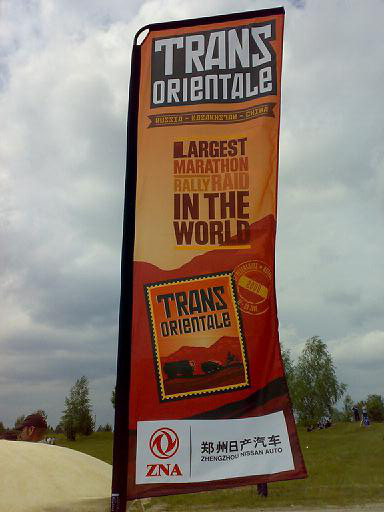 TRANS
ORIENTALE
RUSSIA - KAZAKHSTAN - CHINA
LARGEST
MARATHON
RALLY RAID
IN THE
WORLD
TRANS
ORIENTALE
2009
ZNA
郑州日产汽车
ZHENGZHOU NISSAN AUTO